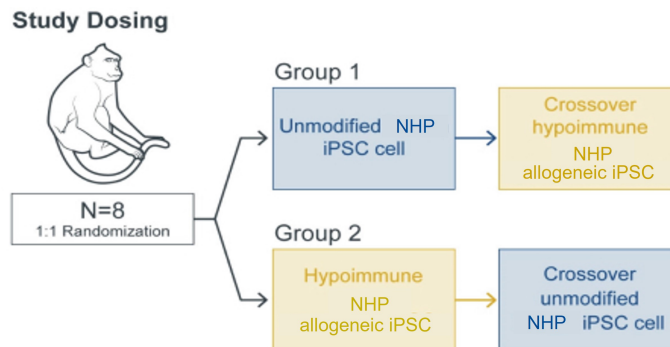 Study Dosing
N=8
1:1 Randomization
Group 1
Unmodified NHP
iPSC cell
Crossover
hypoimmune
NHP
allogeneic iPSC
Group 2
Hypoimmune
NHP
allogeneic iPSC
Crossover
unmodified
NHP iPSC cell